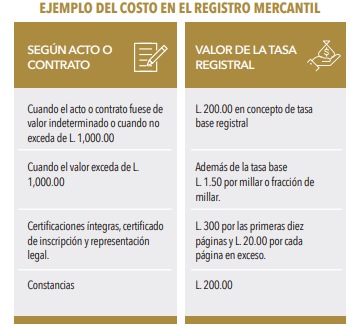 EJEMPLO DEL COSTO EN EL REGISTRO MERCANTIL
SEGÚN ACTO O
CONTRATO
VALOR DE LA TASA
REGISTRAL
Cuando el acto o contrato fuese de
valor indeterminado o cuando no
exceda de L. 1,000.00
L. 200.00 en concepto de tasa
base registral
Cuando el valor exceda de L.
1,000.00
Además de la tasa base
L. 1.50 por millar o fracción de
millar.
Certificaciones íntegras, certificado
de inscripción y representación
legal.
L. 300 por las primeras diez
páginas y L. 20.00 por cada
página en exceso.
Constancias
L. 200.00